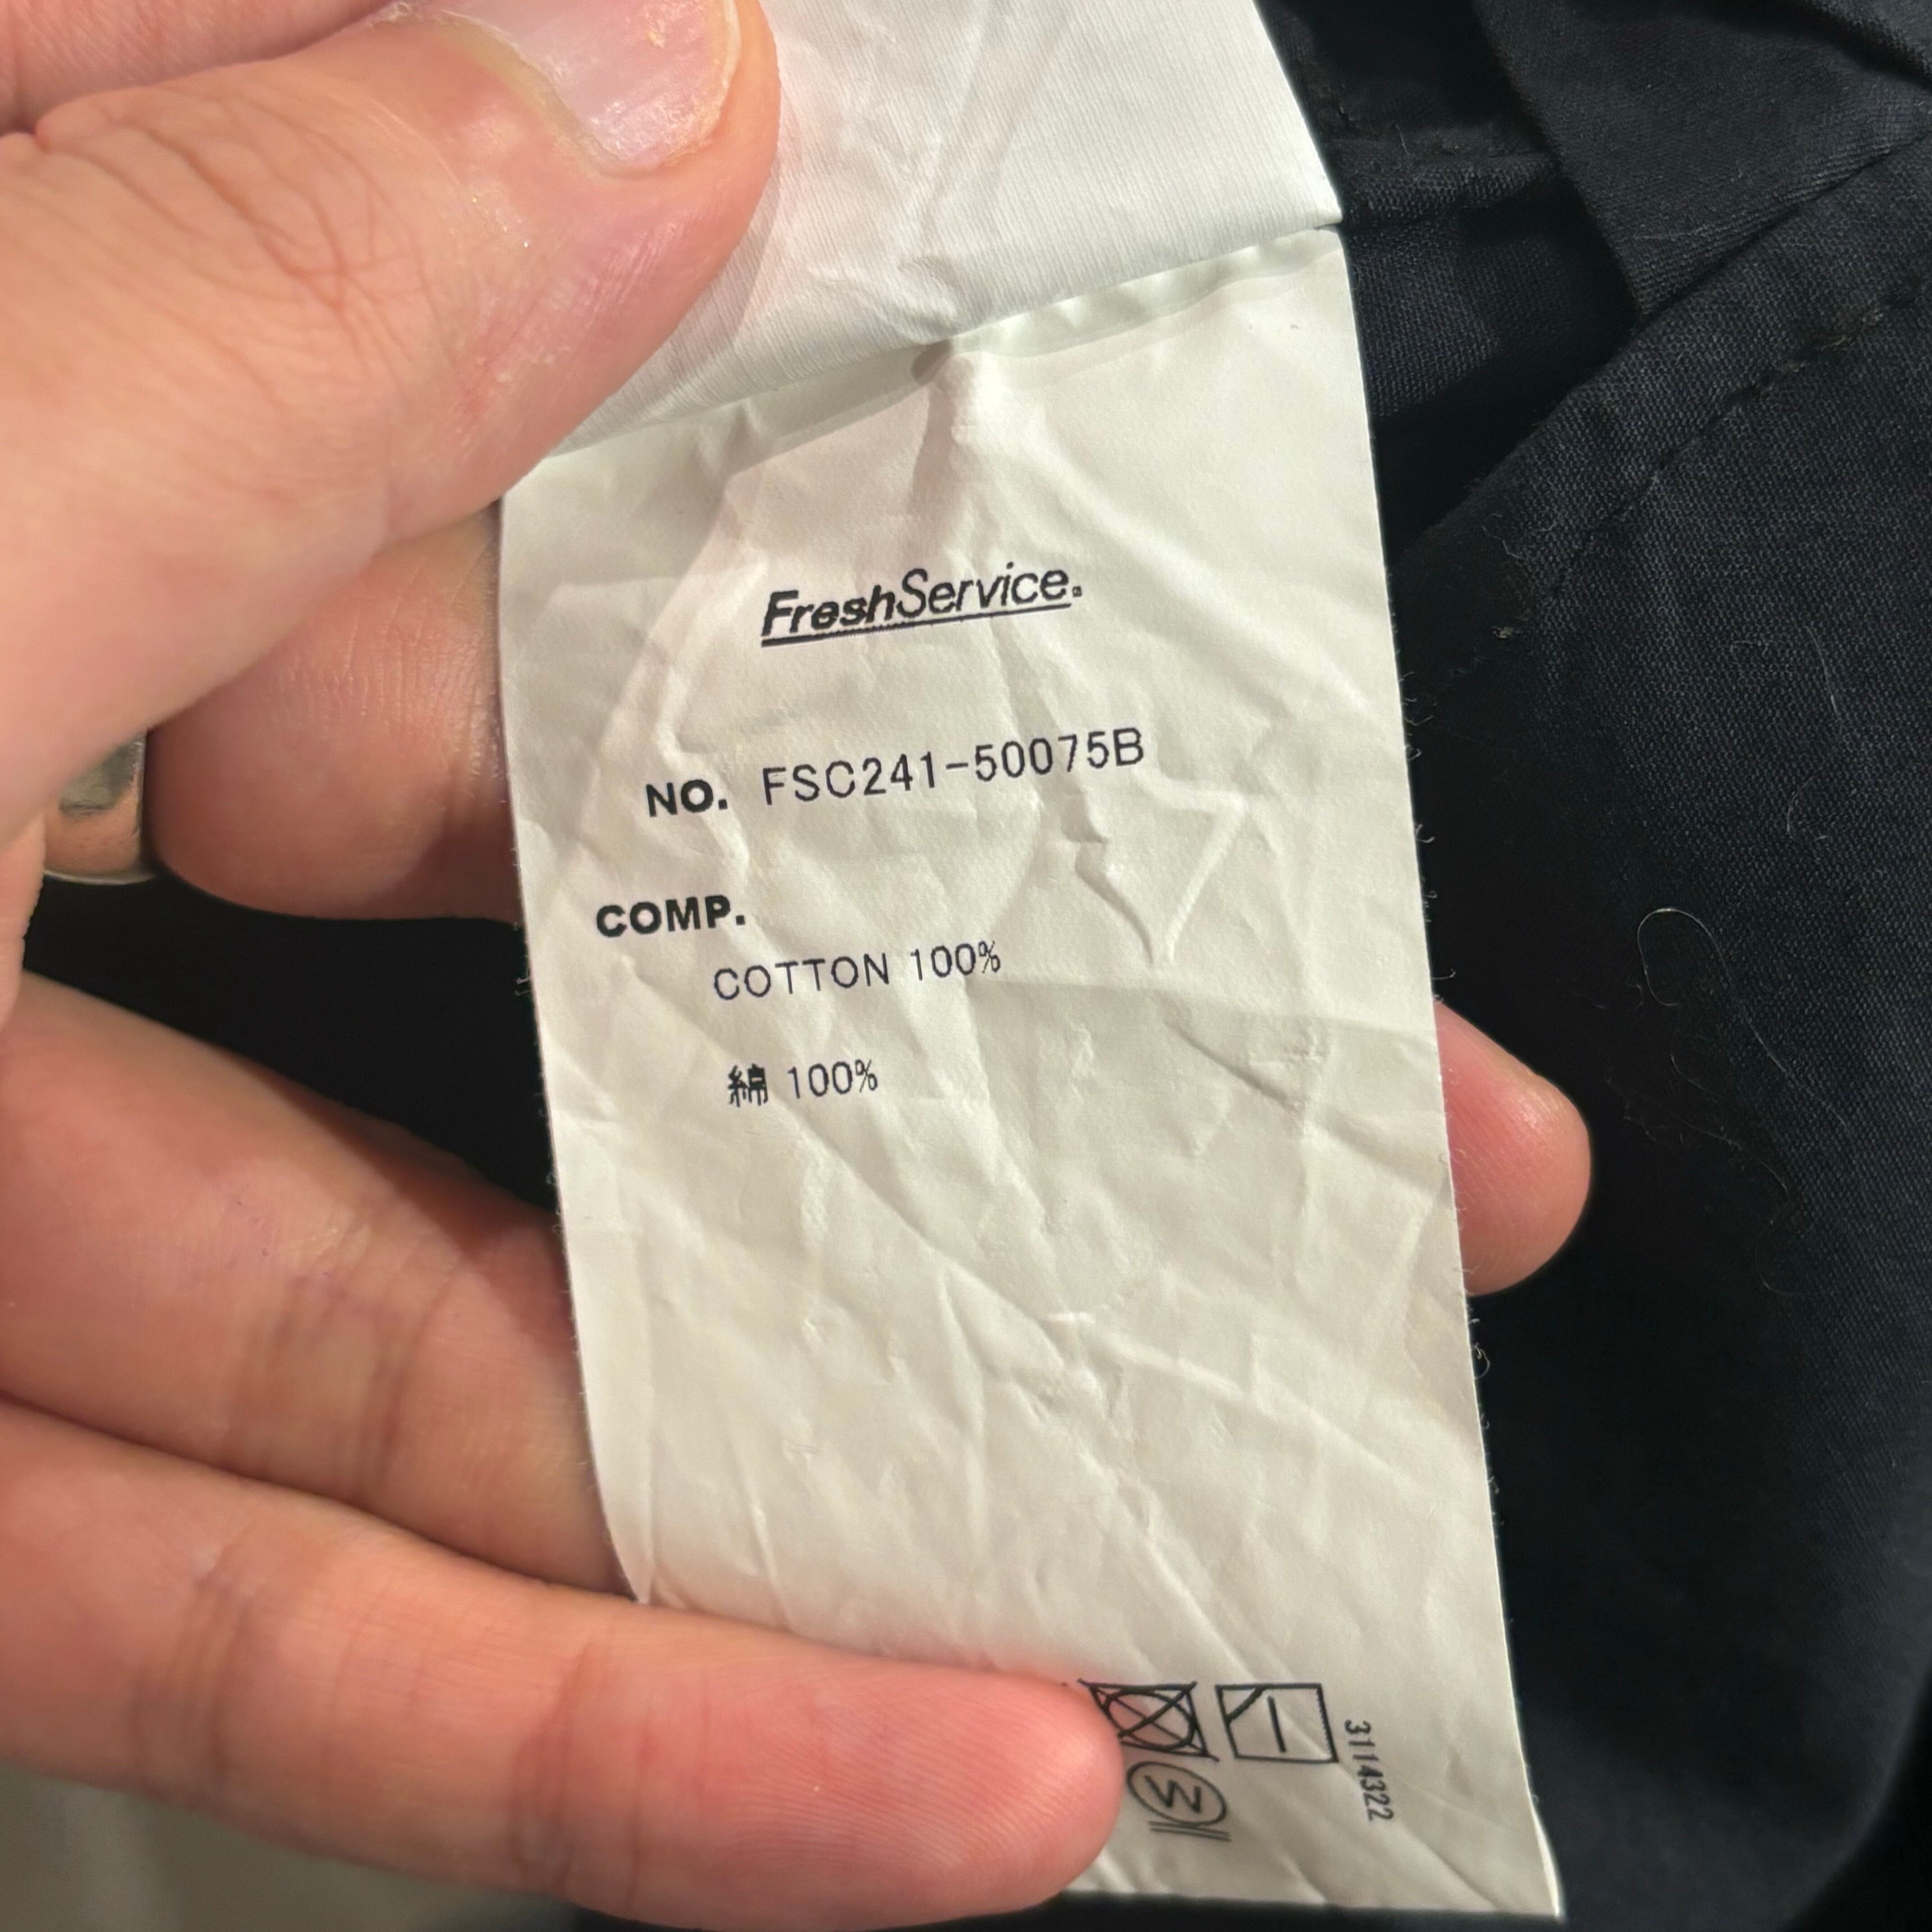 FreshService.
NO. FSC241-50075B
COMP.
COTTON 100%
綿 100%
3114322
W